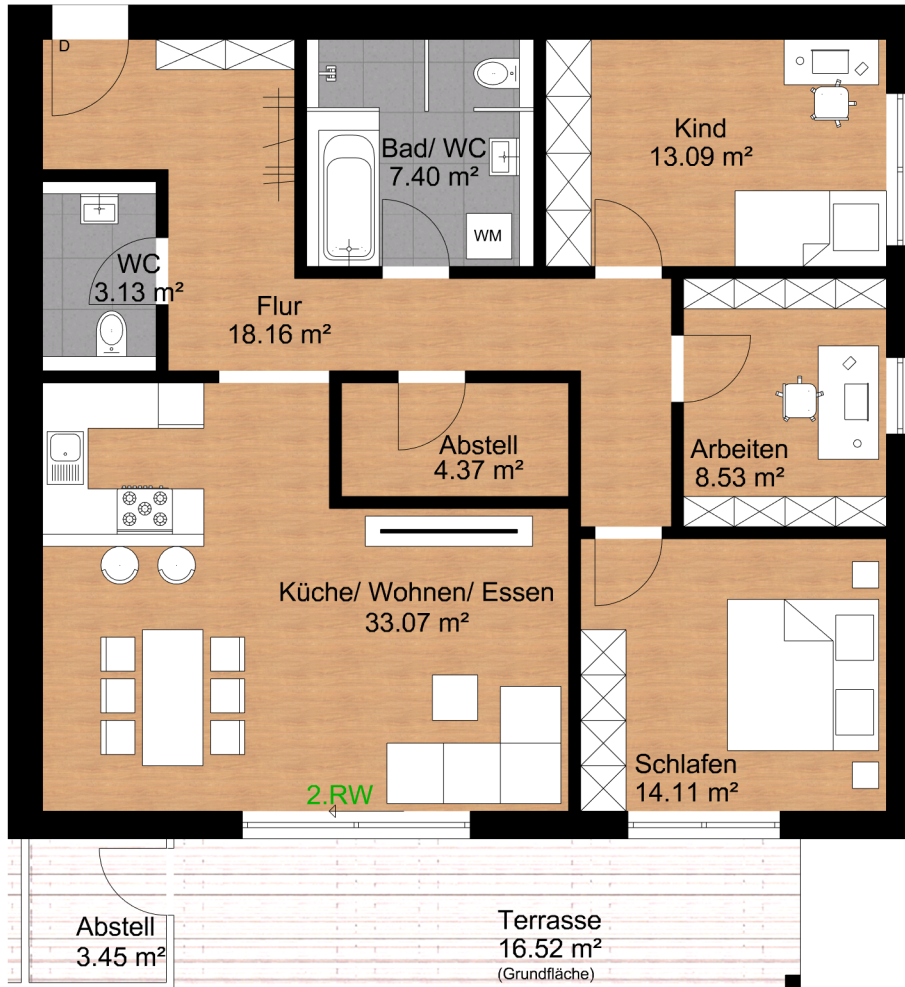 D
Bad/ WC
7.40 m²
WM
Kind
13.09 m²
WC
3.13 m²
Flur
18.16 m²
Abstell
4.37 m²
Arbeiten
8.53 m²
Küche/ Wohnen/ Essen
33.07 m²
Schlafen
14.11 m²
2.RW
Abstell
3.45 m²
Terrasse
16.52 m²
(Grundfläche)